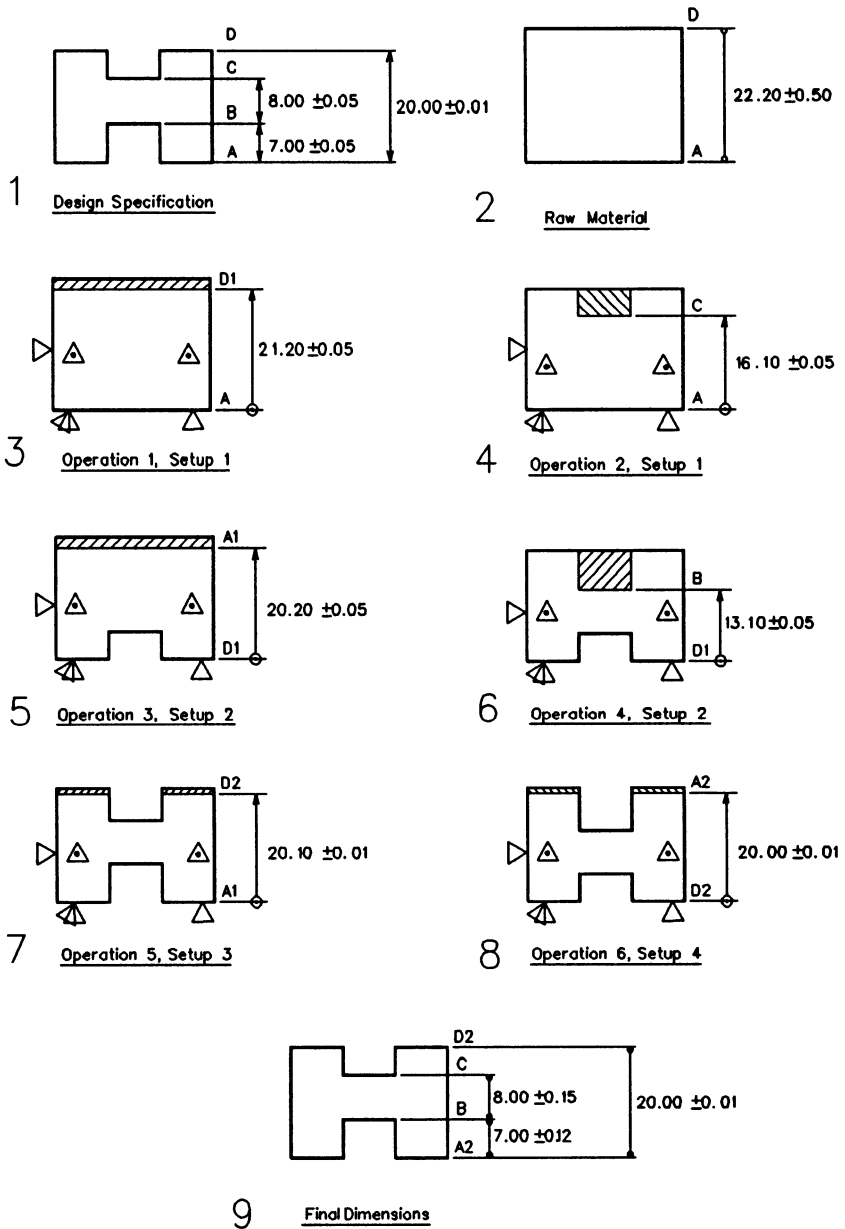 D
C
8.00 ±0.05
20.00±0.01
B
7.00 ±0.05
A
1
Design Specification
D
22.20±0.50
A
2
Raw Material
D1
21.20±0.05
A
3
Operation 1, Setup 1
C
16.10 ±0.05
A
4
Operation 2, Setup 1
A1
20.20 ±0.05
D1
5
Operation 3, Setup 2
B
13.10±0.05
D1
6
Operation 4, Setup 2
D2
20.10 ±0.01
A1
7
Operation 5, Setup 3
A2
20.00 ±0.01
D2
8
Operation 6, Setup 4
D2
C
8.00 ±0.15
20.00 ±0.01
B
7.00 ±0.12
A2
9
Final Dimensions